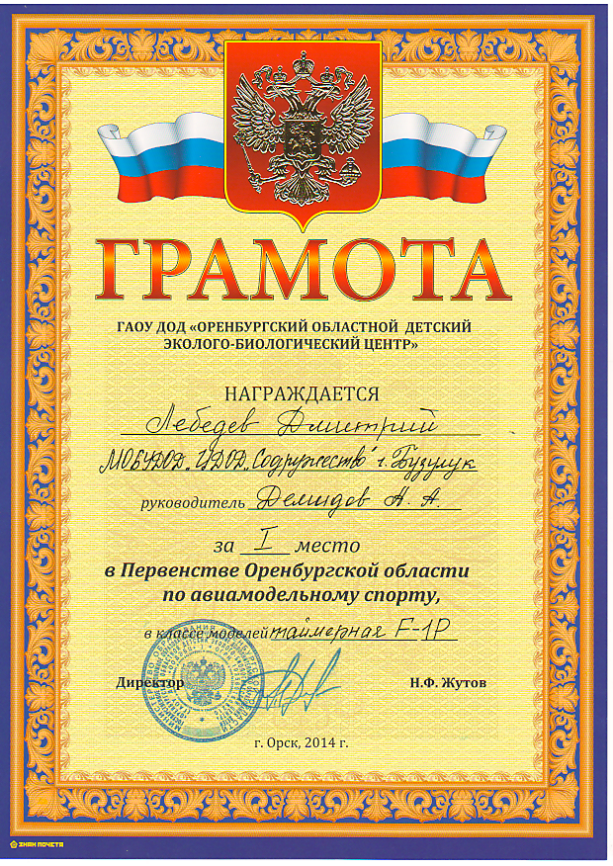 ГРАМОТА
ГАОУ ДОД «ОРЕНБУРГСКИЙ ОБЛАСТНОЙ ДЕТСКИЙ
ЭКОЛОГО-БИОЛОГИЧЕСКИЙ ЦЕНТР»
НАГРАЖДАЕТСЯ
Лебедев Дмитрий
МОБУДОД „ЦДОД „Содружество" г. Бузулук
руководитель Демидов А. А.
за I место
в Первенстве Оренбургской области
по авиамодельному спорту,
в классе моделей таймерная F-1P
Директор Н.Ф. Жутов
г. Орск, 2014 г.
ЗНАК ПОЧЕТА